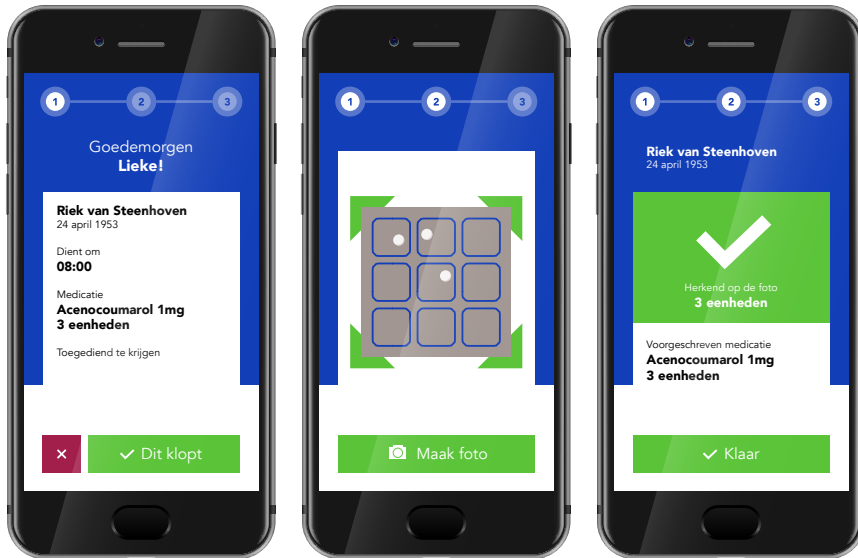 1 2 3
Goedemorgen
Lieke!
Riek van Steenhoven
24 april 1953
Dient om
08:00
Medicatie
Acenocoumarol 1mg
3 eenheden
Toegediend te krijgen
× Dit klopt
1 2 3
Maak foto
1 2 3
Riek van Steenhoven
24 april 1953
Herkend op de foto
3 eenheden
Voorgeschreven medicatie
Acenocoumarol 1mg
3 eenheden
Klaar